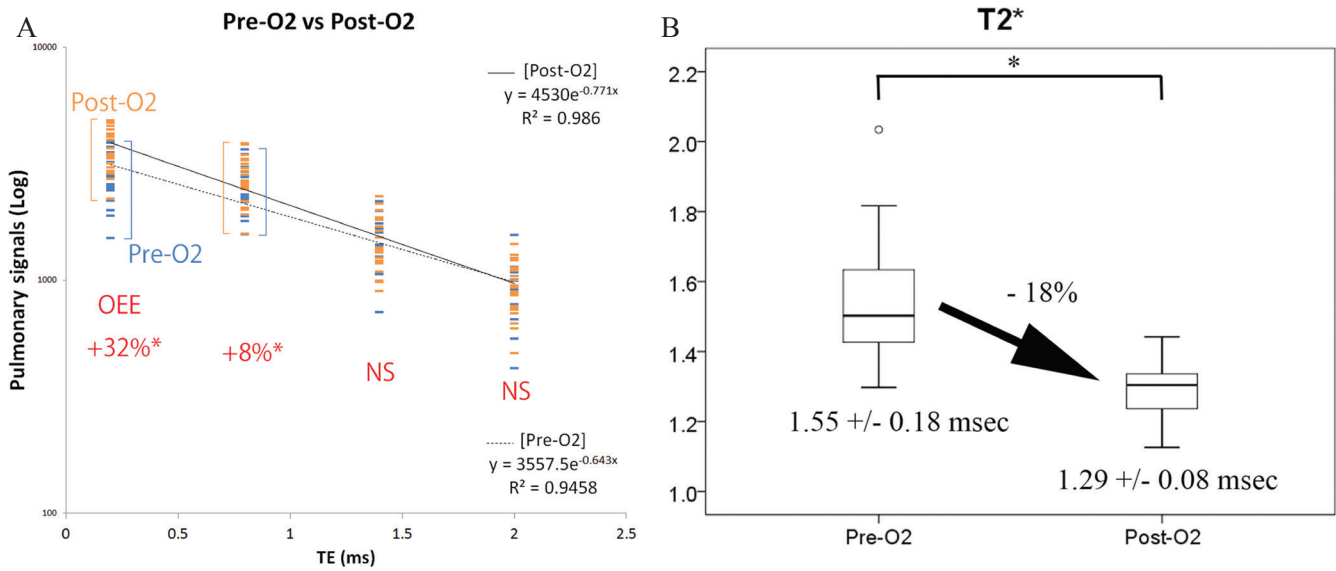 A
Pre-O2 vs Post-O2
10000
1000
100
Pulmonary signals (Log)
Post-O2
Pre-O2
OEE
+32%*
+8%*
NS
NS
[Post-O2]
y = 4530e^-0.771x
R² = 0.986
[Pre-O2]
y = 3557.5e^-0.643x
R² = 0.9458
0 0.5 1 1.5 2 2.5
TE (ms)
B
T2*
2.2
2.0
1.8
1.6
1.4
1.2
1.0
*
- 18%
1.55 +/- 0.18 msec
1.29 +/- 0.08 msec
Pre-O2 Post-O2